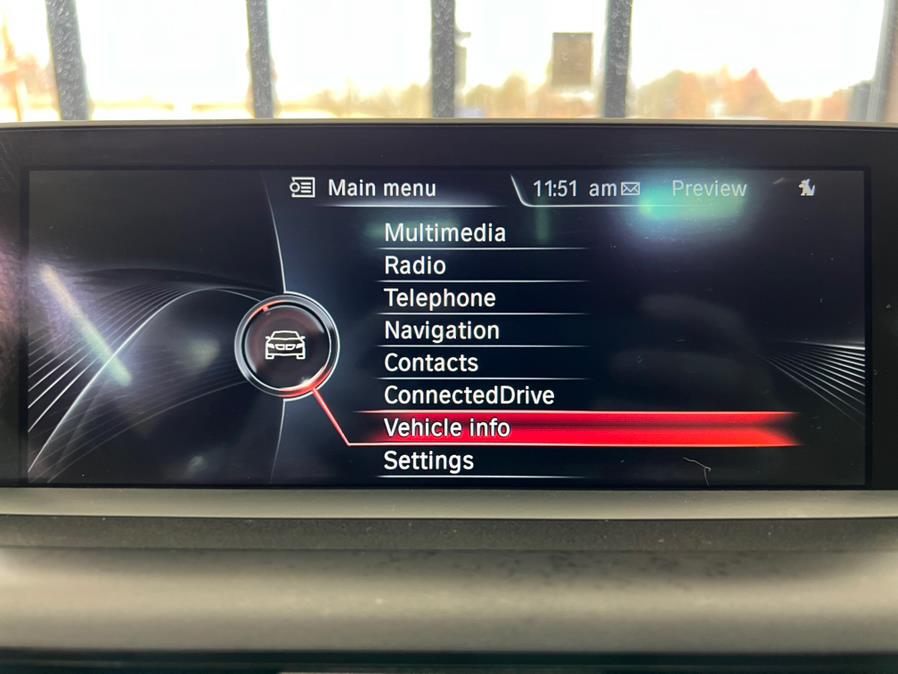 Main menu 11:51 am Preview
Multimedia
Radio
Telephone
Navigation
Contacts
ConnectedDrive
Vehicle info
Settings